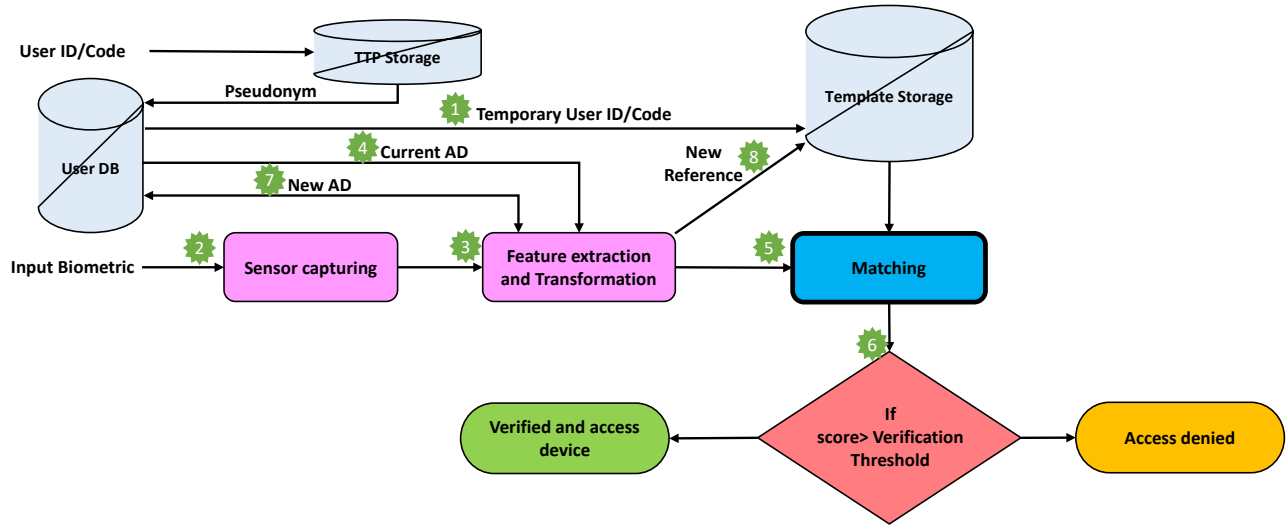 User ID/Code
TTP Storage
Pseudonym
1
Temporary User ID/Code
Template Storage
User DB
4
Current AD
7
New AD
New
Reference
8
Input Biometric
2
Sensor capturing
3
Feature extraction
and Transformation
5
Matching
6
If
score> Verification
Threshold
Verified and access
device
Access denied